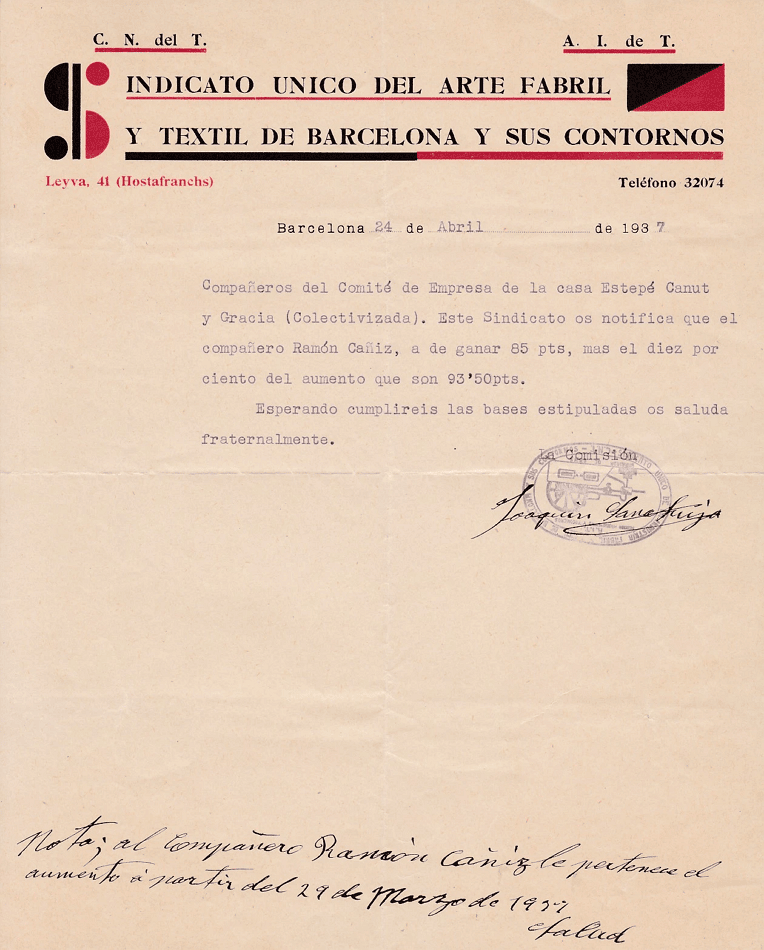 C. N. del T. A. I. de T.
SINDICATO UNICO DEL ARTE FABRIL
Y TEXTIL DE BARCELONA Y SUS CONTORNOS
Leyva, 41 (Hostafranchs) Teléfono 32074
Barcelona 24 de Abril de 1937
Compañeros del Comité de Empresa de la casa Estepé Canut
y Gracia (Colectivizada). Este Sindicato os notifica que el
compañero Ramón Cañiz, a de ganar 85 pts, mas el diez por
ciento del aumento que son 93'50pts.
Esperando cumplireis las bases estipuladas os saluda
fraternalmente.
La Comisión
Joaquin
Nota; al Compañero Ramón Cañiz le pertenece el
aumento á partir del 29 de Marzo de 1937
Salud